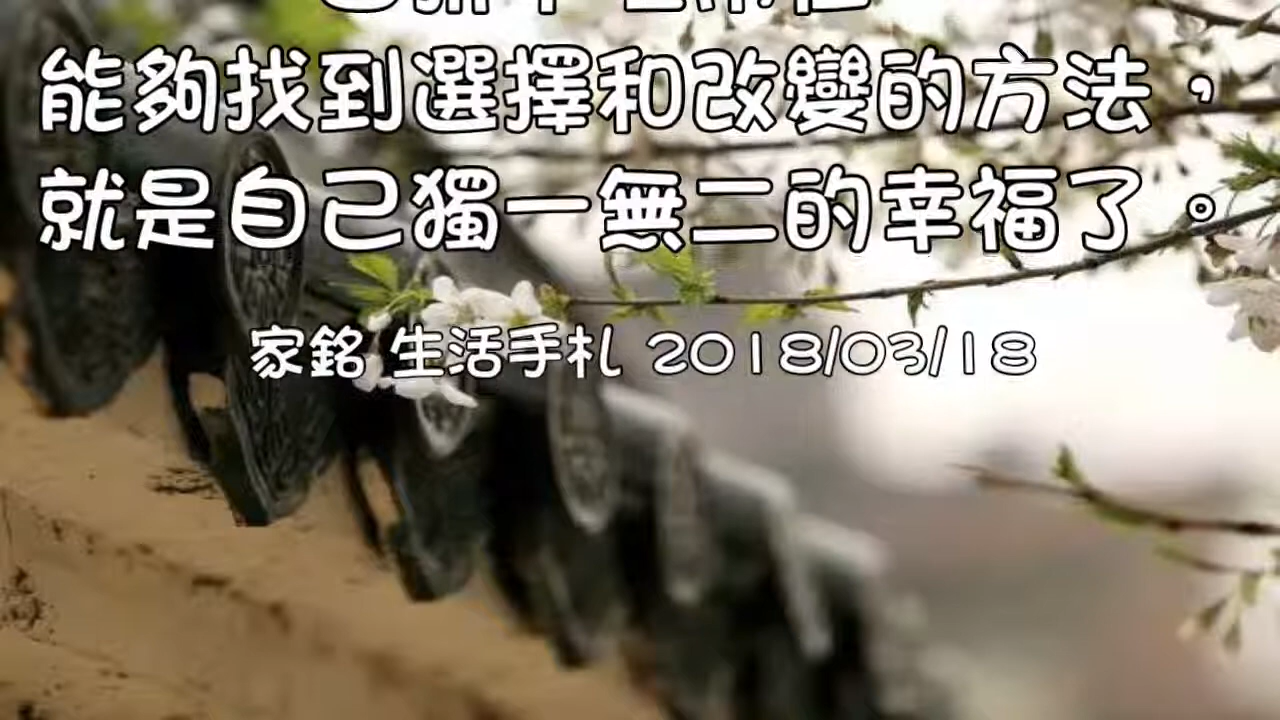 能夠找到選擇和改變的方法，
就是自己獨一無二的幸福了。
家銘 生活手札 2018/03/18